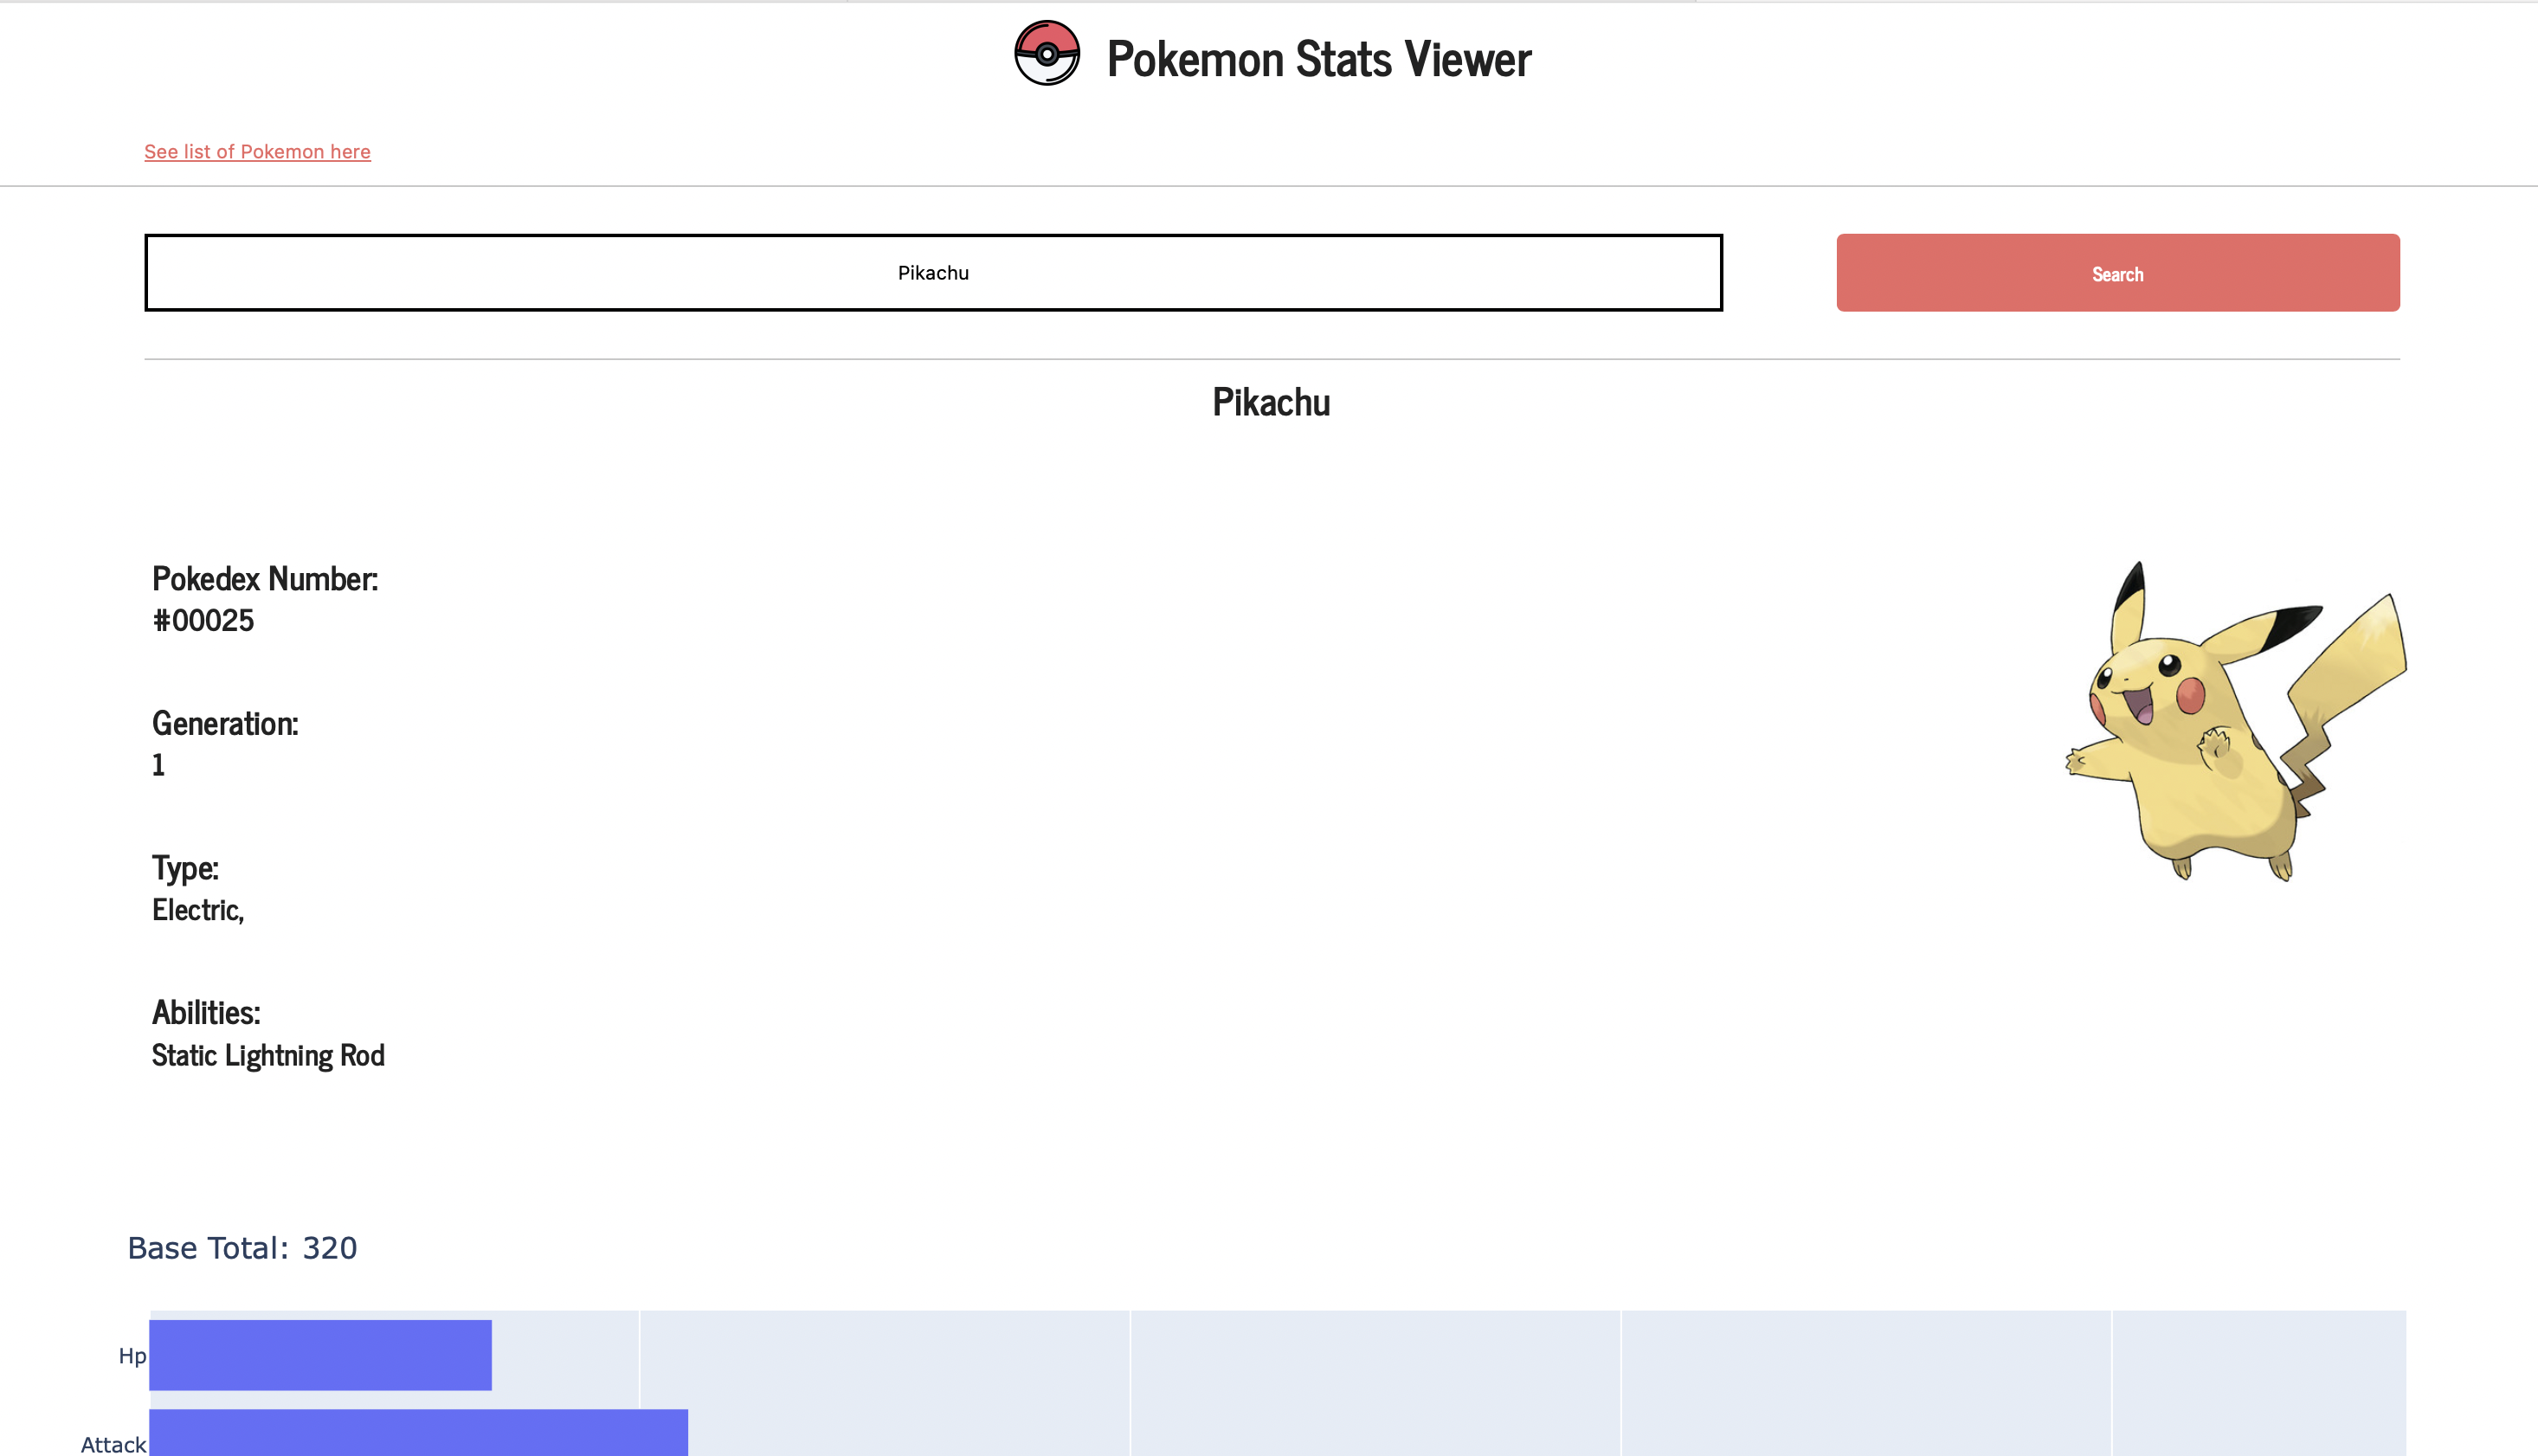 Pokemon Stats Viewer
See list of Pokemon here
Pikachu
Search
Pikachu
Pokedex Number:
#00025
Generation:
1
Type:
Electric,
Abilities:
Static Lightning Rod
Base Total: 320
Hp
Attack